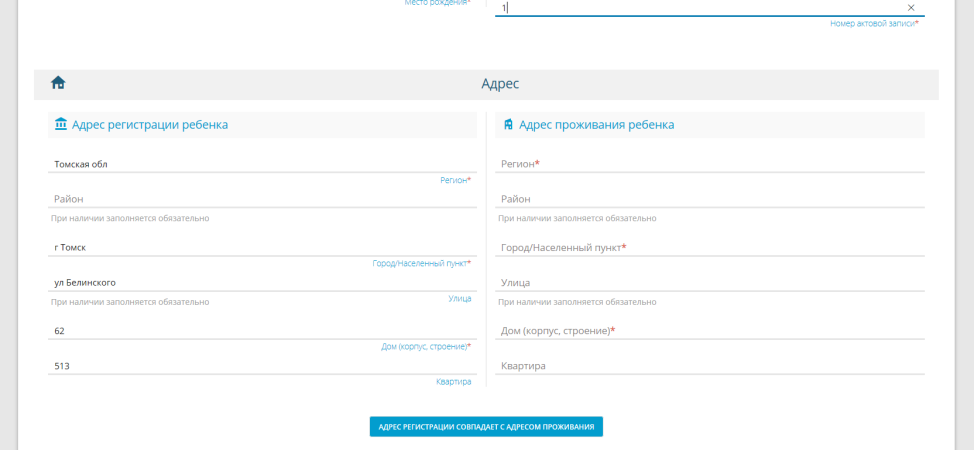 Место рождения*
1
Номер актовой записи*
Адрес
Адрес регистрации ребенка
Томская обл
Регион*
Район
При наличии заполняется обязательно
г Томск
Город/Населенный пункт*
ул Белинского
При наличии заполняется обязательно
Улица
62
Дом (корпус, строение)*
513
Квартира
Адрес проживания ребенка
Регион*
Район
При наличии заполняется обязательно
Город/Населенный пункт*
Улица
При наличии заполняется обязательно
Дом (корпус, строение)*
Квартира
АДРЕС РЕГИСТРАЦИИ СОВПАДАЕТ С АДРЕСОМ ПРОЖИВАНИЯ